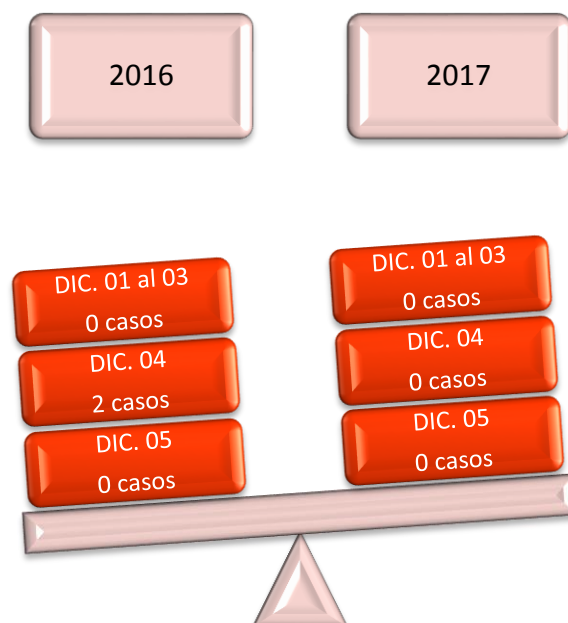 2016
2017
DIC. 01 al 03
0 casos
DIC. 04
2 casos
DIC. 05
0 casos
DIC. 01 al 03
0 casos
DIC. 04
0 casos
DIC. 05
0 casos